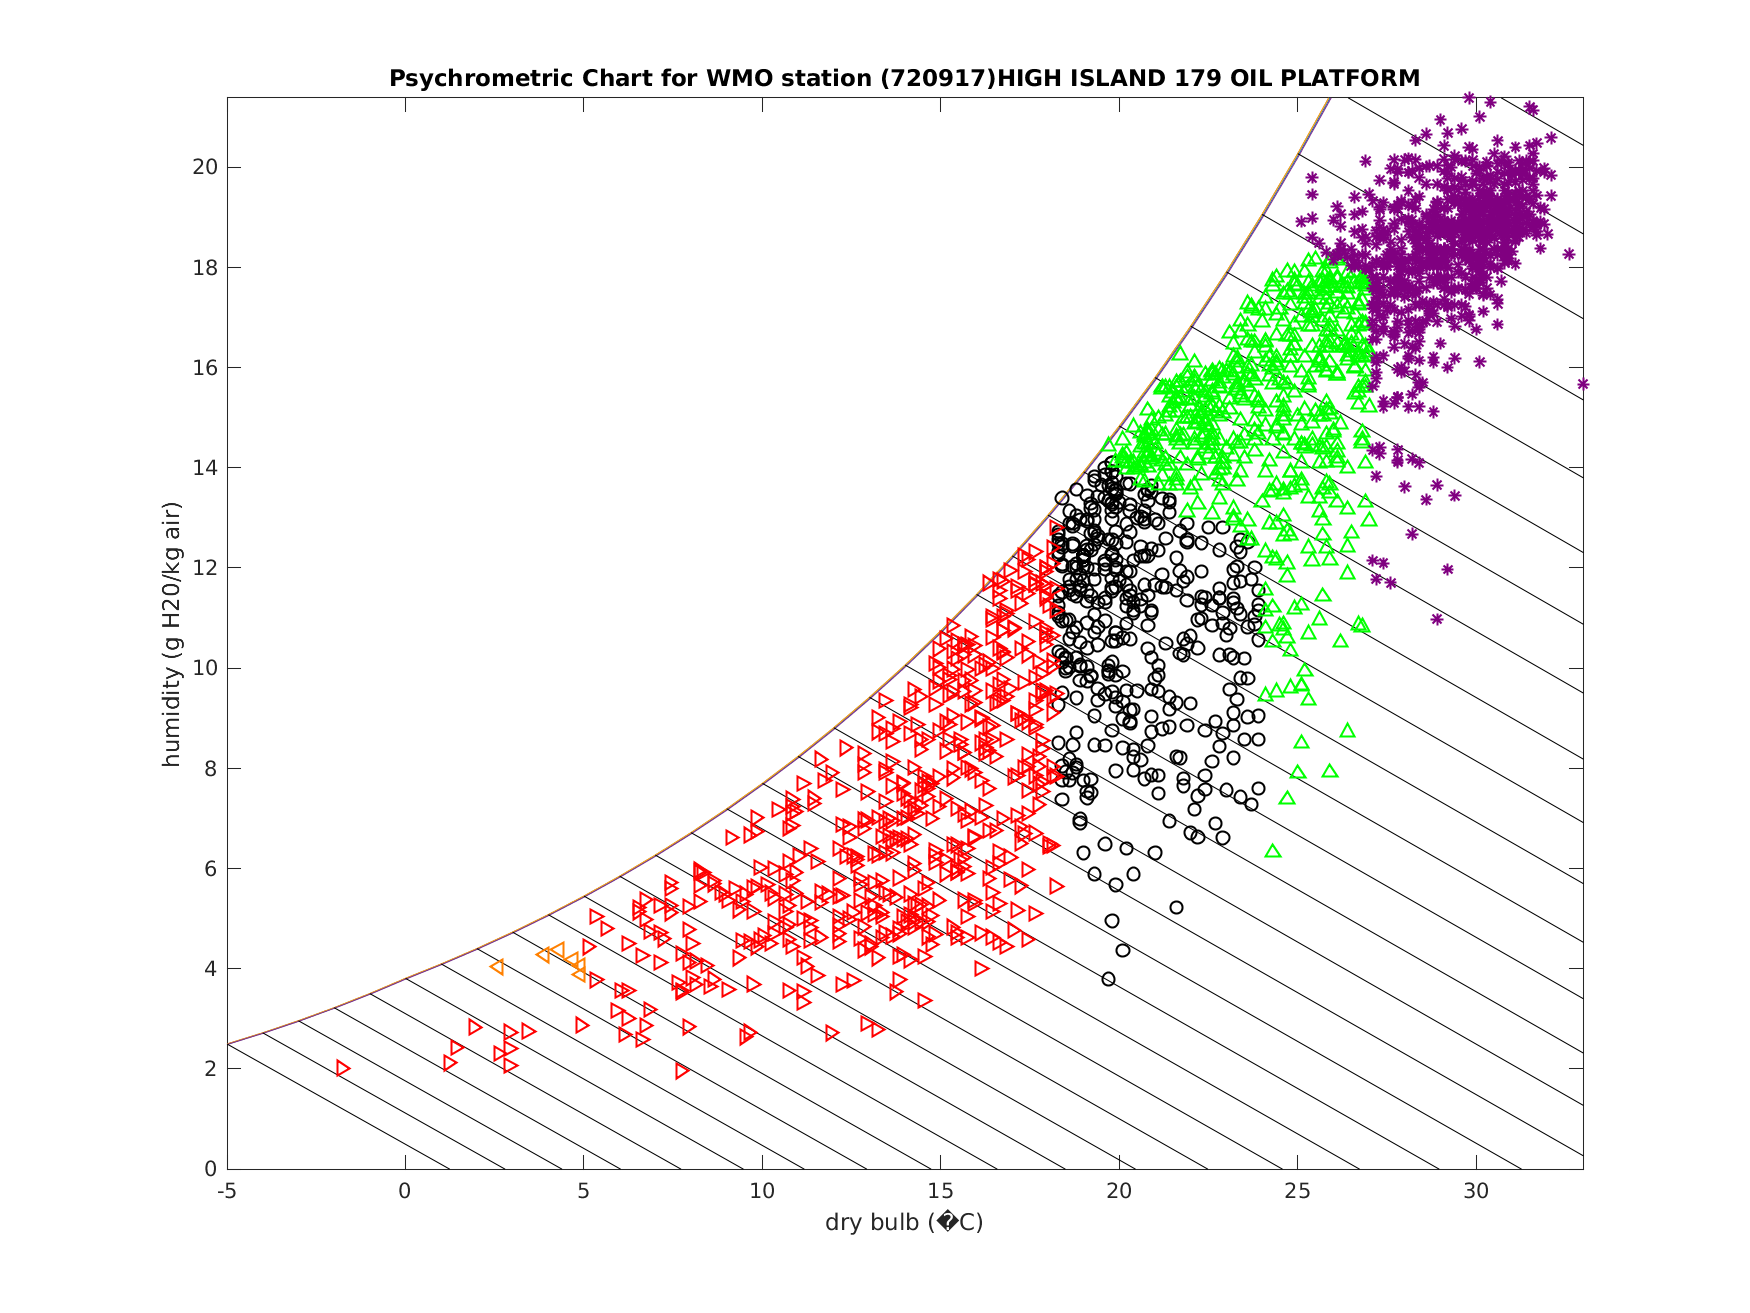 Psychrometric Chart for WMO station (720917)HIGH ISLAND 179 OIL PLATFORM
humidity (g H20/kg air)
20
18
16
14
12
10
8
6
4
2
0
-5 0 5 10 15 20 25 30
dry bulb (�C)